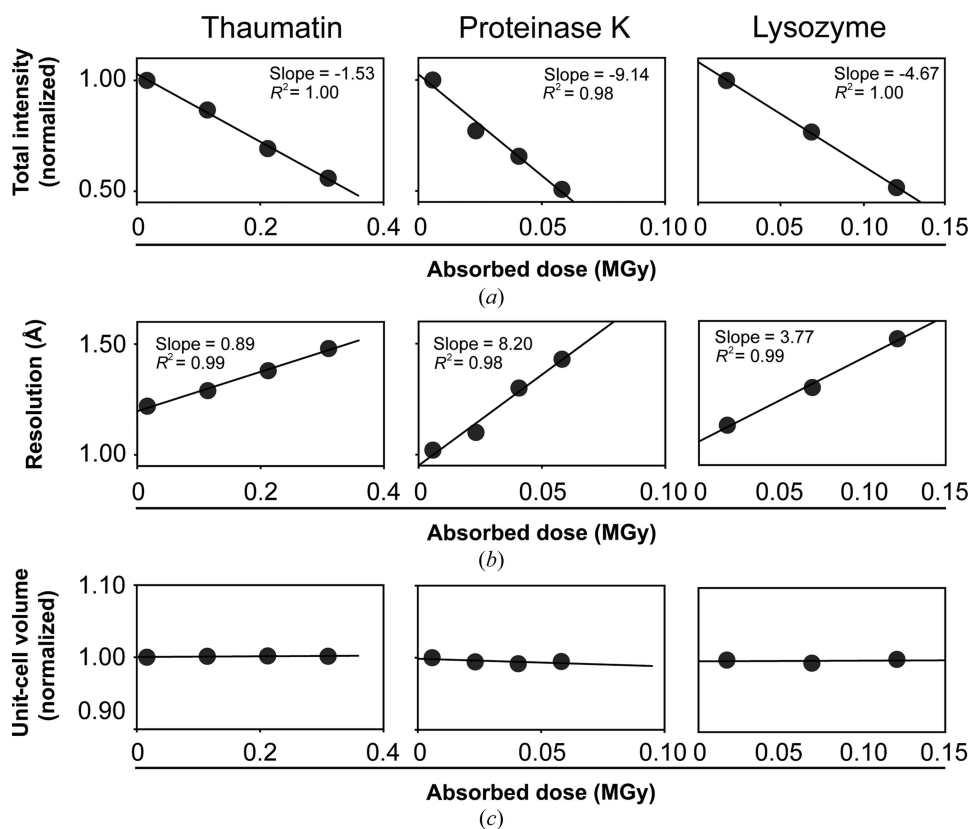 Thaumatin Proteinase K Lysozyme
Total intensity
(normalized)
1.00
0.50
Slope = -1.53
R² = 1.00
Slope = -9.14
R² = 0.98
Slope = -4.67
R² = 1.00
0 0.2 0.4 0 0.05 0.10 0 0.05 0.10 0.15
Absorbed dose (MGy)
(a)
Resolution (Å)
1.50
1.00
Slope = 0.89
R² = 0.99
Slope = 8.20
R² = 0.98
Slope = 3.77
R² = 0.99
0 0.2 0.4 0 0.05 0.10 0 0.05 0.10 0.15
Absorbed dose (MGy)
(b)
Unit-cell volume
(normalized)
1.10
1.00
0.90
0 0.2 0.4 0 0.05 0.10 0 0.05 0.10 0.15
Absorbed dose (MGy)
(c)